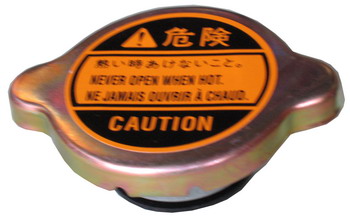 危険
熱い時あけないこと。
NEVER OPEN WHEN HOT.
NE JAMAIS OUVRIR À CHAUD.
CAUTION